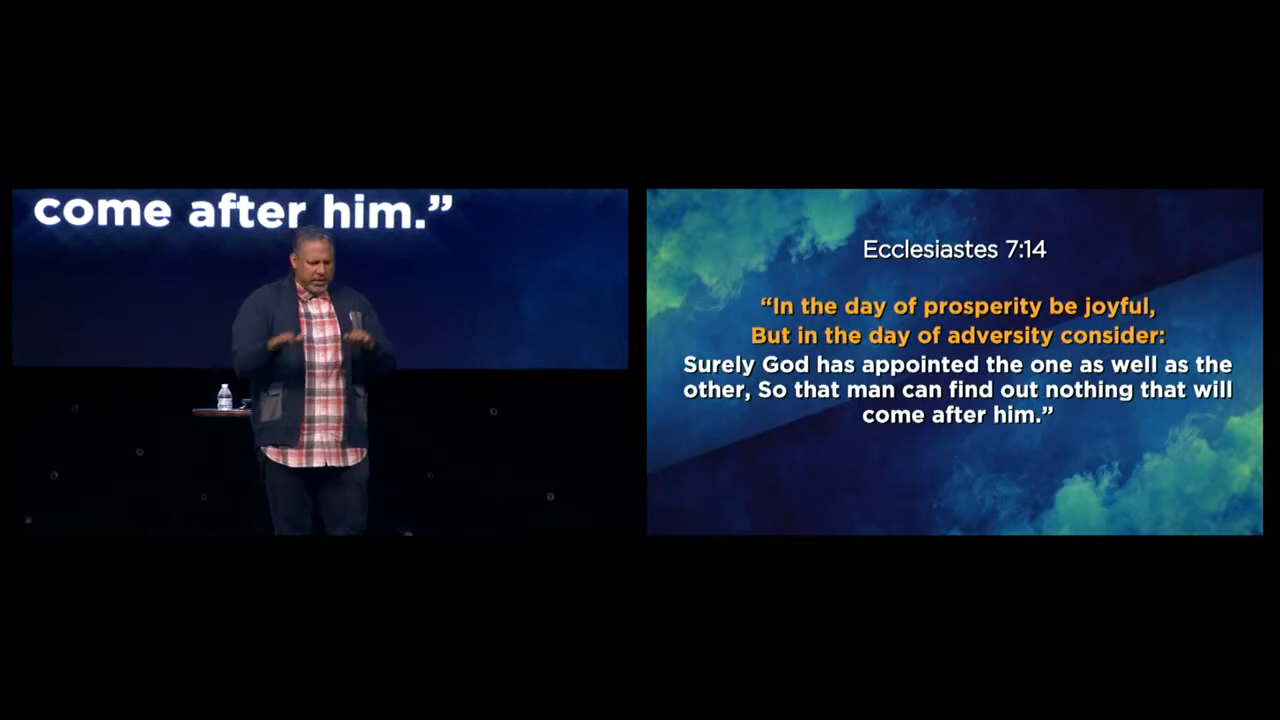 come after him.”
Ecclesiastes 7:14
“In the day of prosperity be joyful,
But in the day of adversity consider:
Surely God has appointed the one as well as the
other, So that man can find out nothing that will
come after him.”